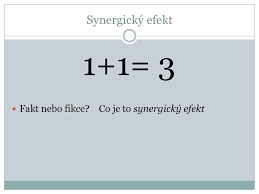 Synergický efekt
1+1= 3
Fakt nebo fikce? Co je to synergický efekt